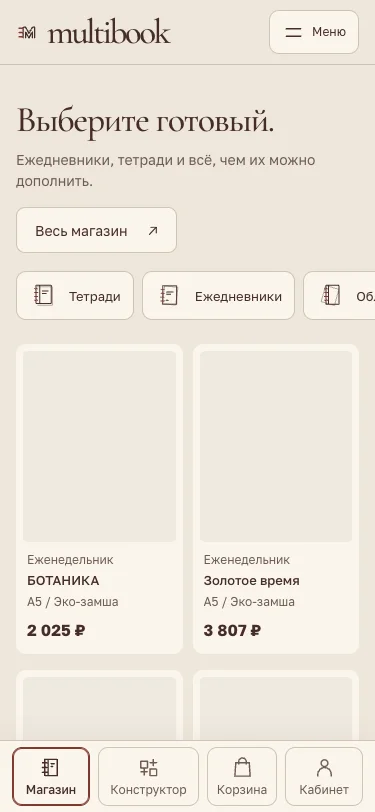 multibook
Меню
Выберите готовый.
Ежедневники, тетради и всё, чем их можно
дополнить.
Весь магазин
Тетради
Ежедневники
Еженедельник
БОТАНИКА
А5 / Эко-замша
2 025 ₽
Еженедельник
Золотое время
А5 / Эко-замша
3 807 ₽
Магазин
Конструктор
Корзина
Кабинет